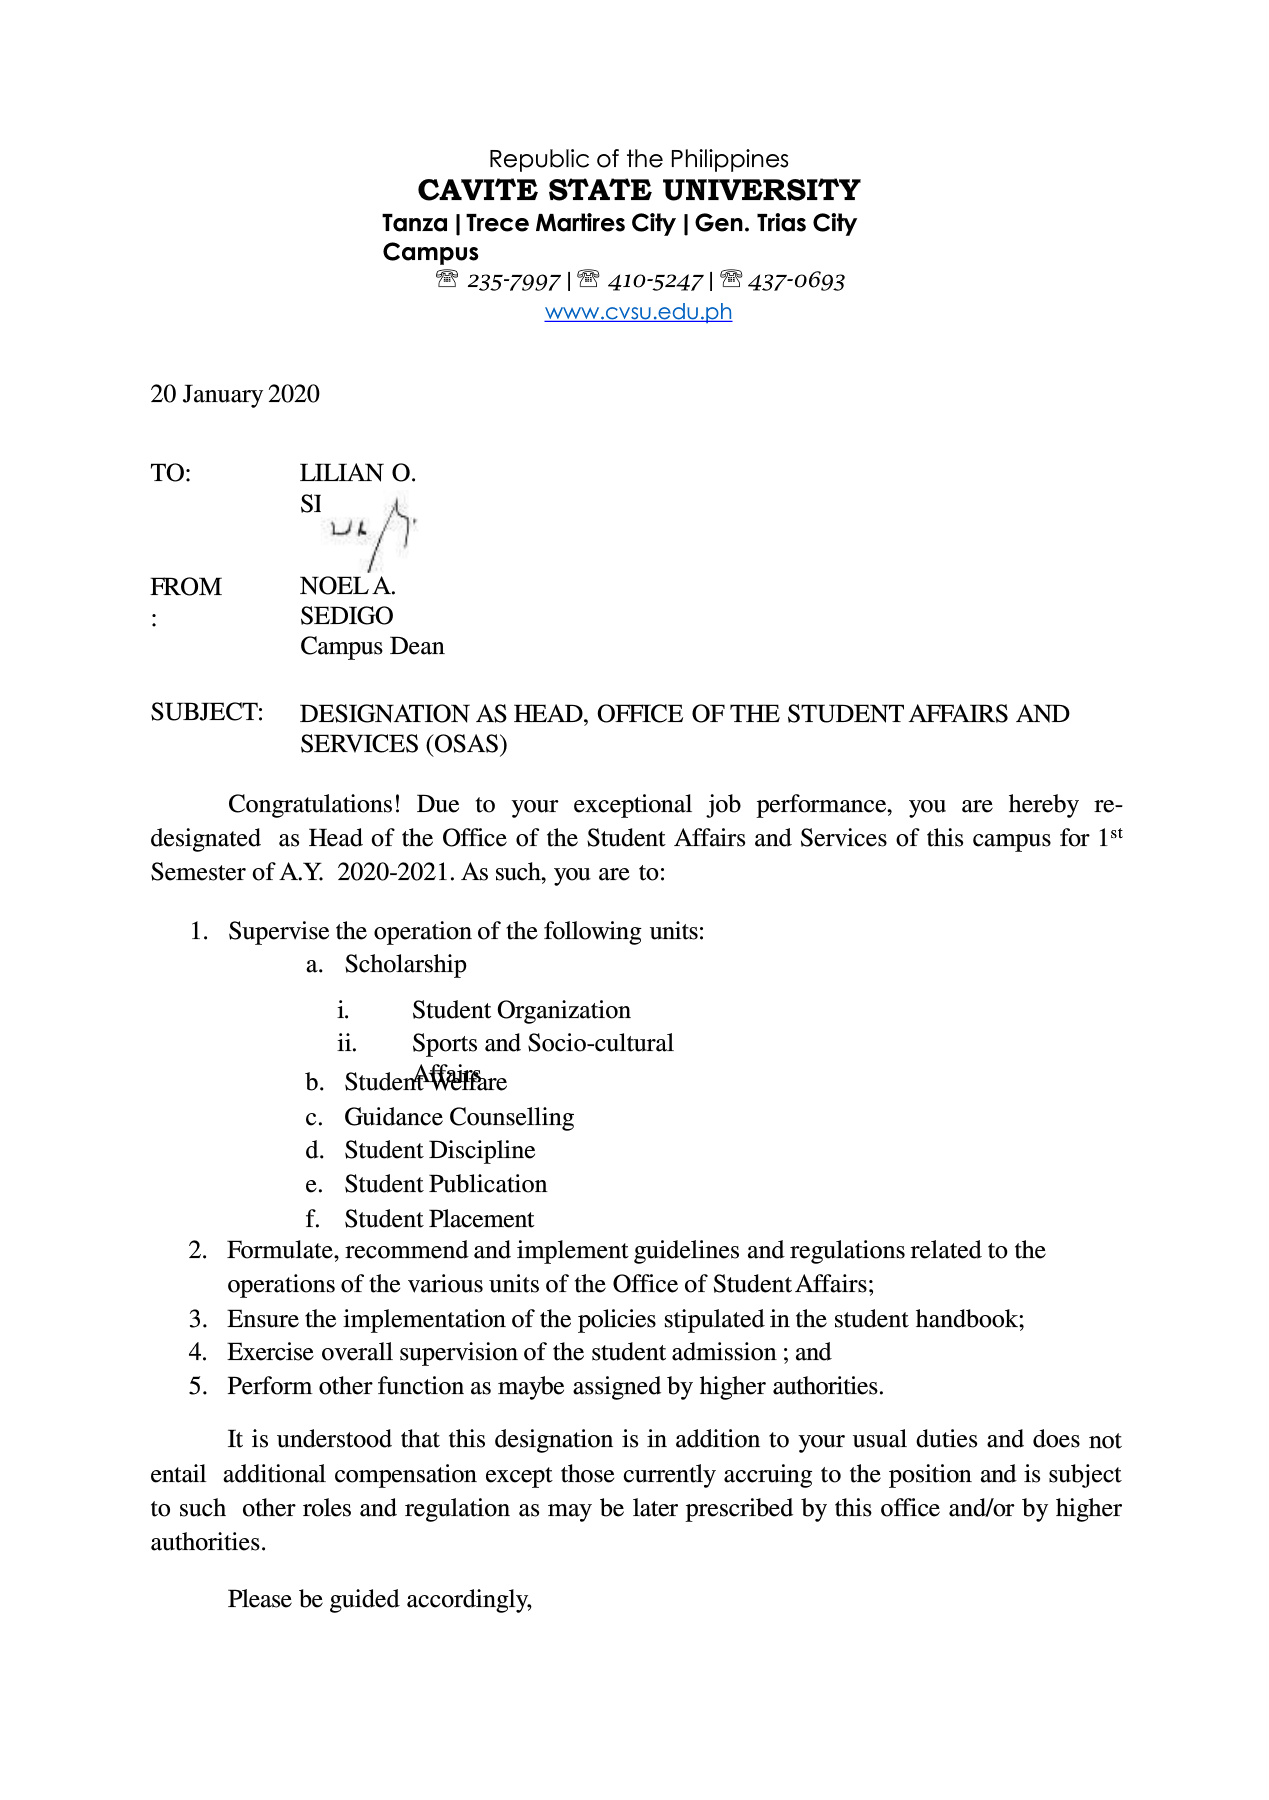 Republic of the Philippines
CAVITE STATE UNIVERSITY
Tanza | Trece Martires City | Gen. Trias City
Campus
☏ 235-7997 | ☏ 410-5247 | ☏ 437-0693
www.cvsu.edu.ph
20 January 2020
TO: LILIAN O.
SI
FROM NOEL A.
: SEDIGO
Campus Dean
SUBJECT: DESIGNATION AS HEAD, OFFICE OF THE STUDENT AFFAIRS AND
SERVICES (OSAS)
Congratulations! Due to your exceptional job performance, you are hereby re-
designated as Head of the Office of the Student Affairs and Services of this campus for 1st
Semester of A.Y. 2020-2021. As such, you are to:
1. Supervise the operation of the following units:
a. Scholarship
i. Student Organization
ii. Sports and Socio-cultural
Affairs
b. Student Welfare
c. Guidance Counselling
d. Student Discipline
e. Student Publication
f. Student Placement
2. Formulate, recommend and implement guidelines and regulations related to the
operations of the various units of the Office of Student Affairs;
3. Ensure the implementation of the policies stipulated in the student handbook;
4. Exercise overall supervision of the student admission ; and
5. Perform other function as maybe assigned by higher authorities.
It is understood that this designation is in addition to your usual duties and does not
entail additional compensation except those currently accruing to the position and is subject
to such other roles and regulation as may be later prescribed by this office and/or by higher
authorities.
Please be guided accordingly,